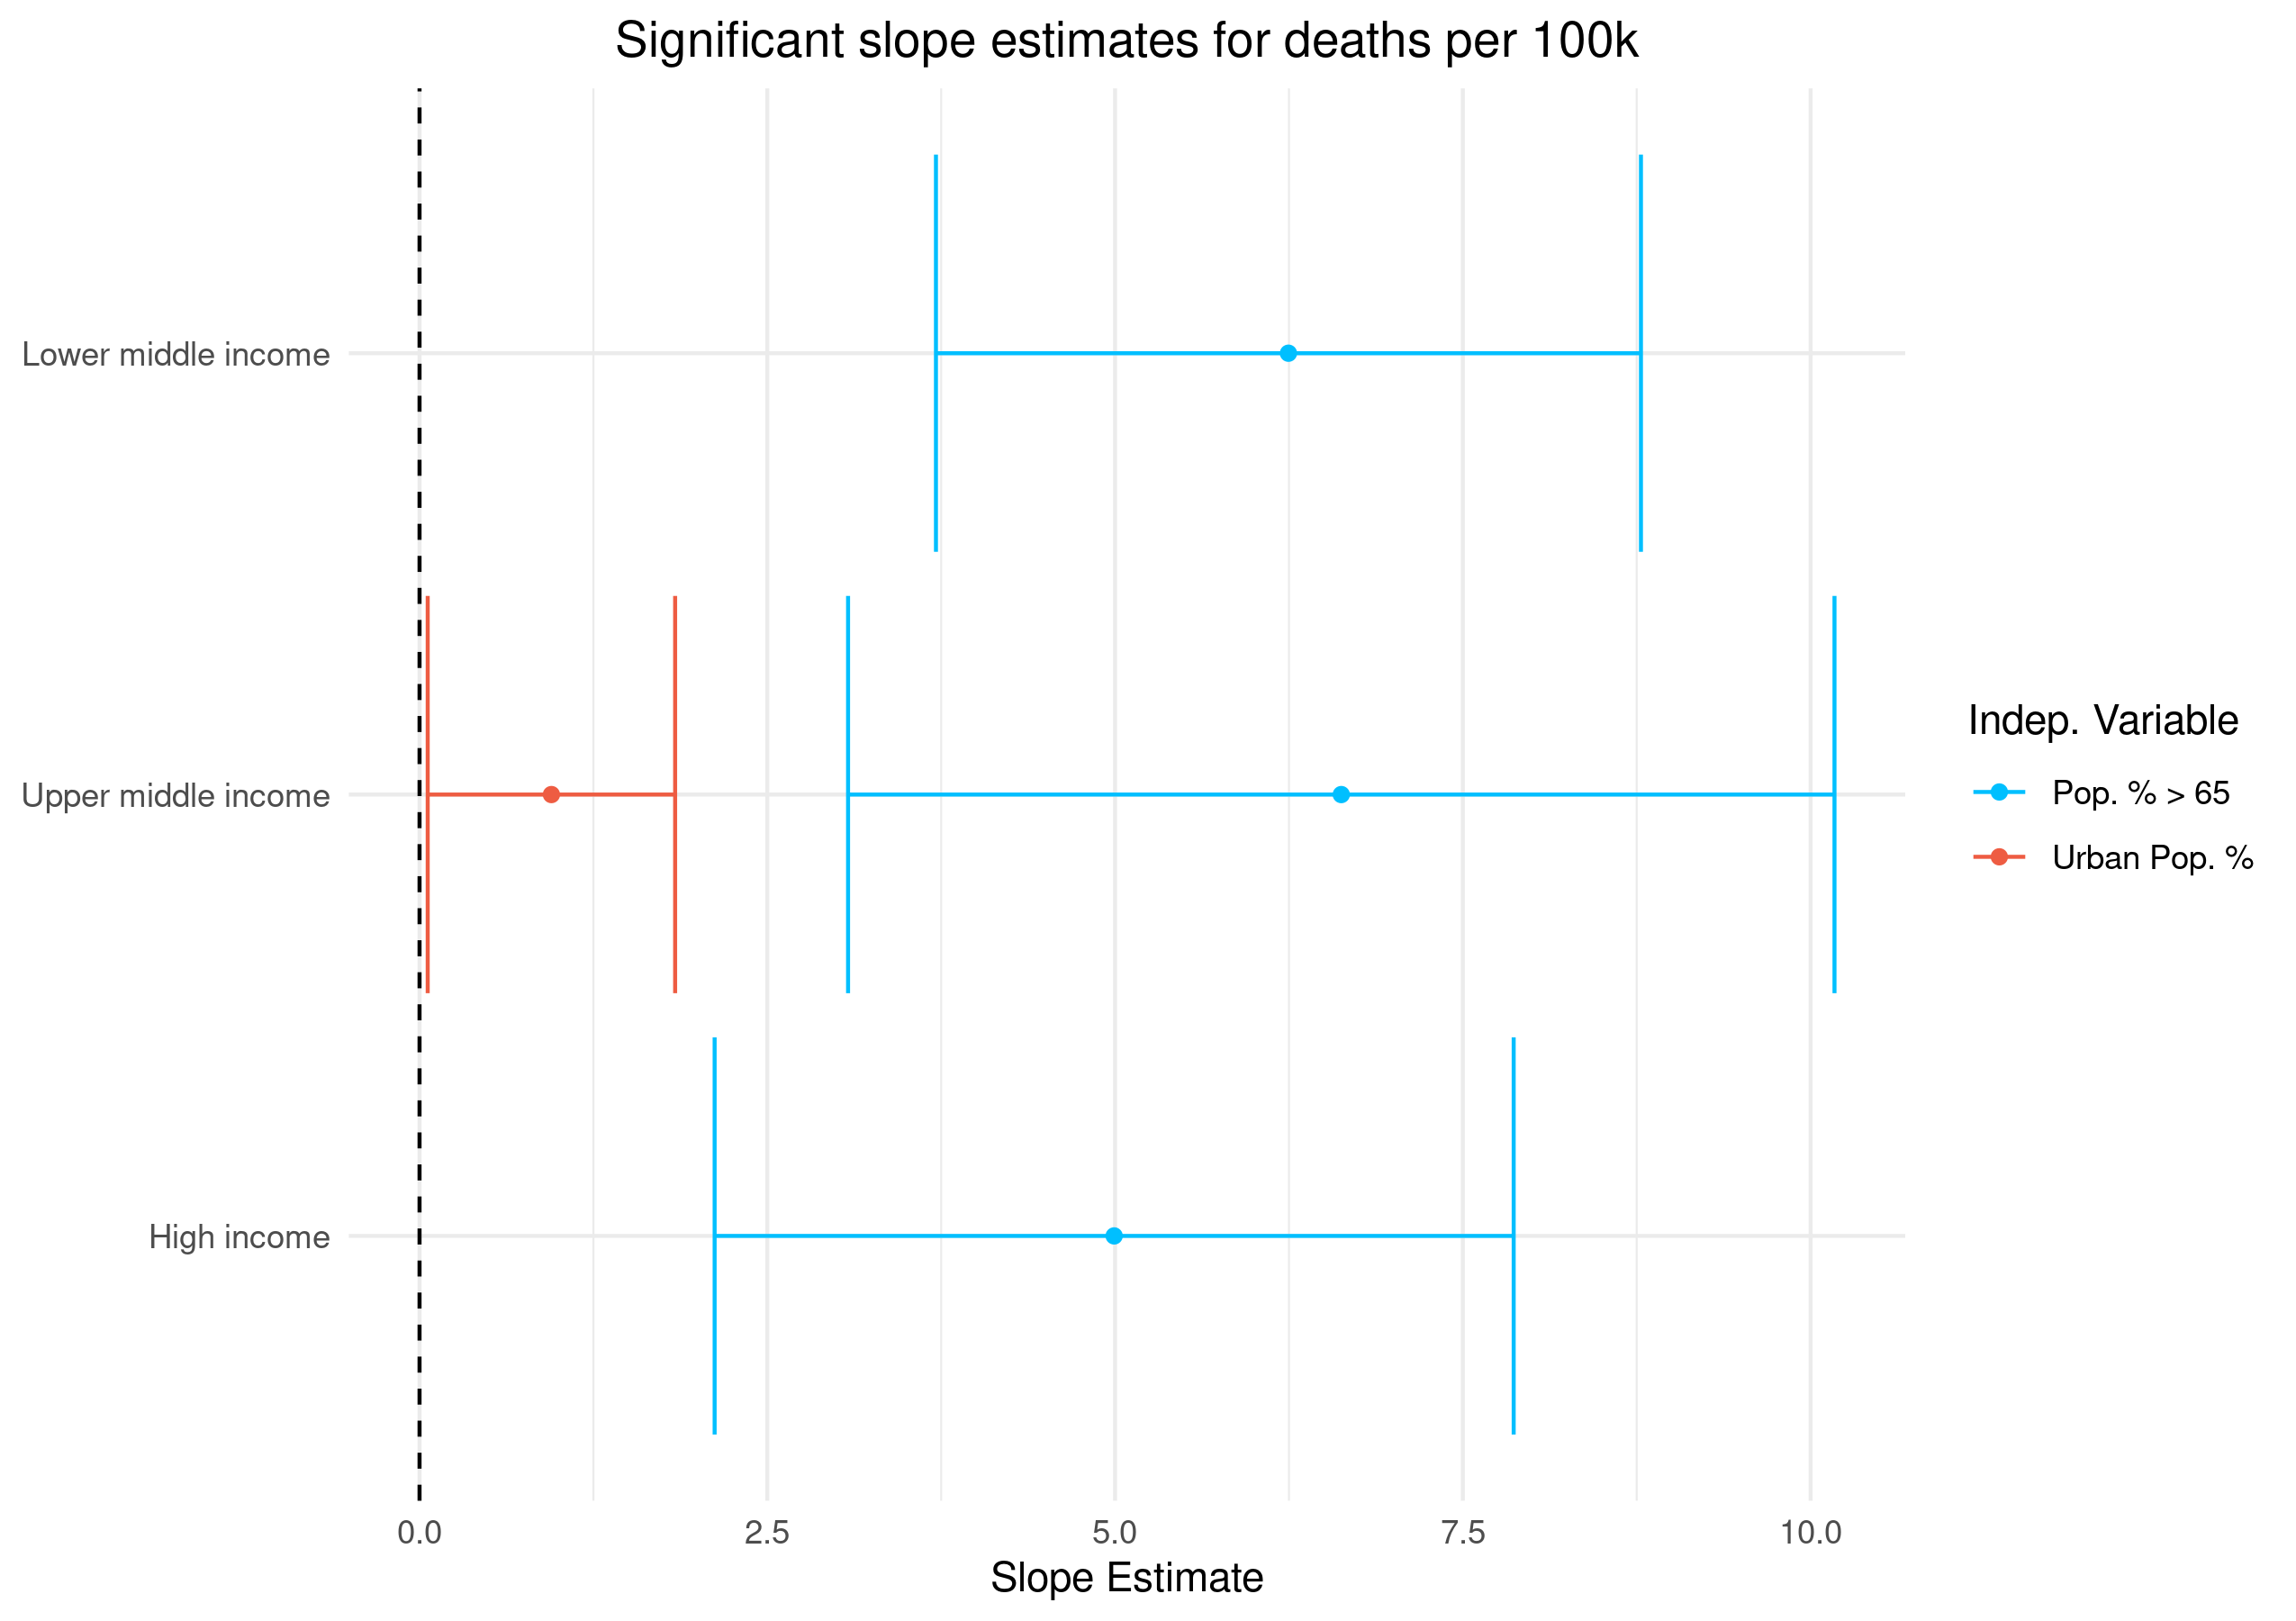 Significant slope estimates for deaths per 100k
Lower middle income
Upper middle income
High income
0.0
2.5
5.0
7.5
10.0
Slope Estimate
Indep. Variable
Pop. % > 65
Urban Pop. %